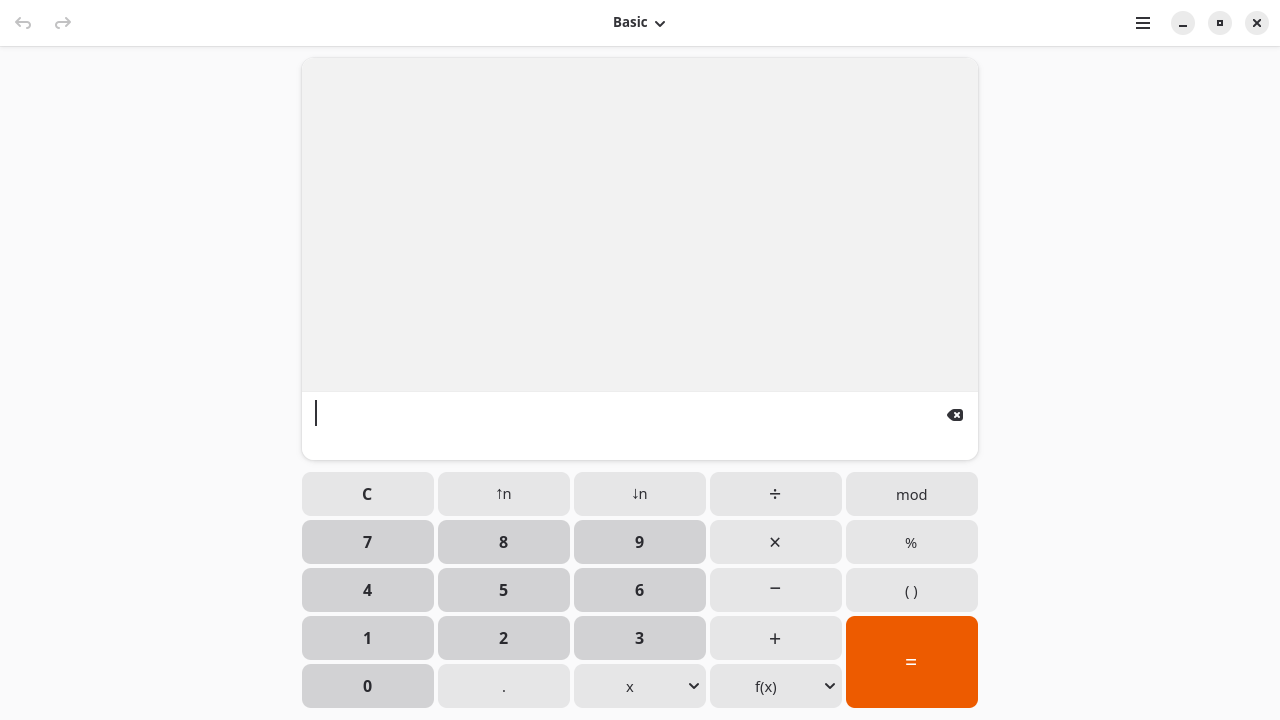 Basic
C ↑n ↓n ÷ mod
7 8 9 × %
4 5 6 − ( )
1 2 3 +
=
0 . x f(x)